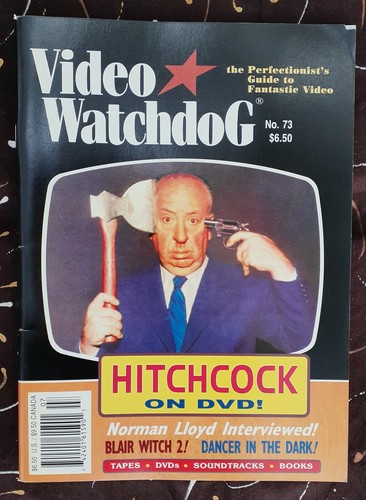 Video
WatchdoG®
the Perfectionist's
Guide to
Fantastic Video
No. 73
$6.50
HITCHCOCK
ON DVD!
Norman Lloyd Interviewed!
BLAIR WITCH 2! DANCER IN THE DARK!
TAPES • DVDs • SOUNDTRACKS • BOOKS
$6.50 U.S. $9.50 CANADA
07